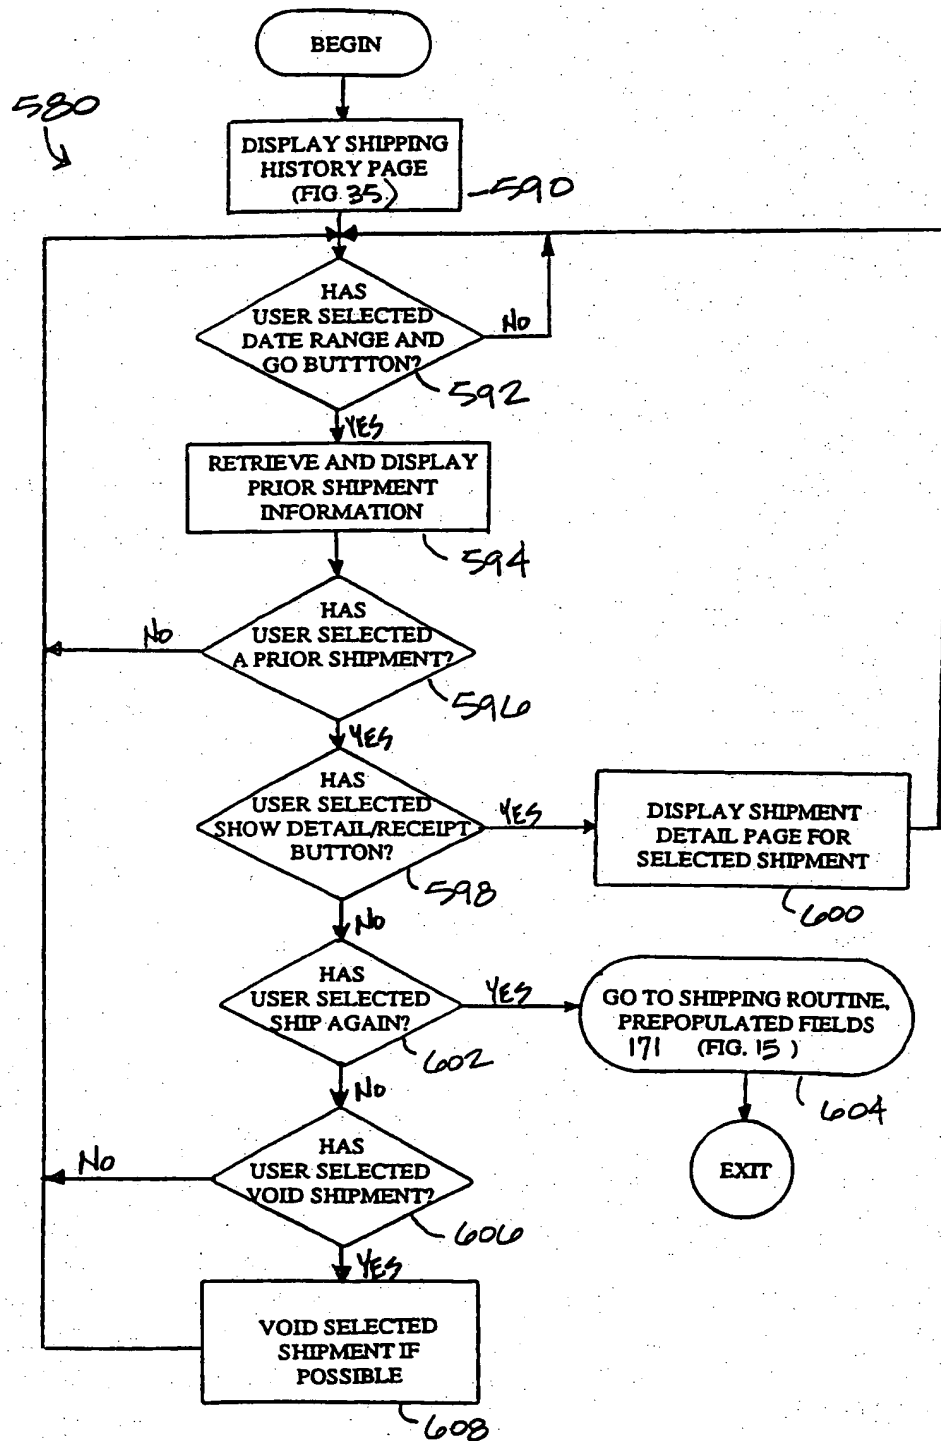 BEGIN
580
DISPLAY SHIPPING
HISTORY PAGE
(FIG. 35.)
590
HAS
USER SELECTED
DATE RANGE AND
GO BUTTTON?
No
592
YES
RETRIEVE AND DISPLAY
PRIOR SHIPMENT
INFORMATION
594
HAS
USER SELECTED
A PRIOR SHIPMENT?
No
596
YES
HAS
USER SELECTED
SHOW DETAIL/RECEIPT
BUTTON?
YES
598
DISPLAY SHIPMENT
DETAIL PAGE FOR
SELECTED SHIPMENT
600
No
HAS
USER SELECTED
SHIP AGAIN?
YES
602
GO TO SHIPPING ROUTINE,
PREPOPULATED FIELDS
171 (FIG. 15 )
604
EXIT
No
HAS
USER SELECTED
VOID SHIPMENT?
No
606
YES
VOID SELECTED
SHIPMENT IF
POSSIBLE
608